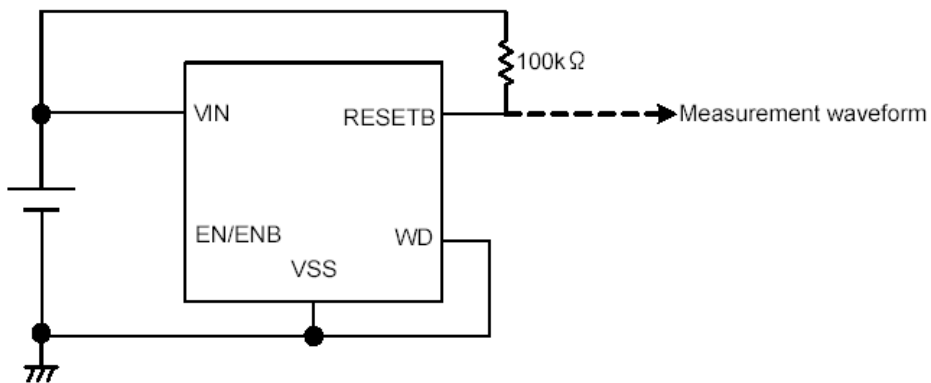 100kΩ
VIN
RESETB
Measurement waveform
EN/ENB
WD
VSS